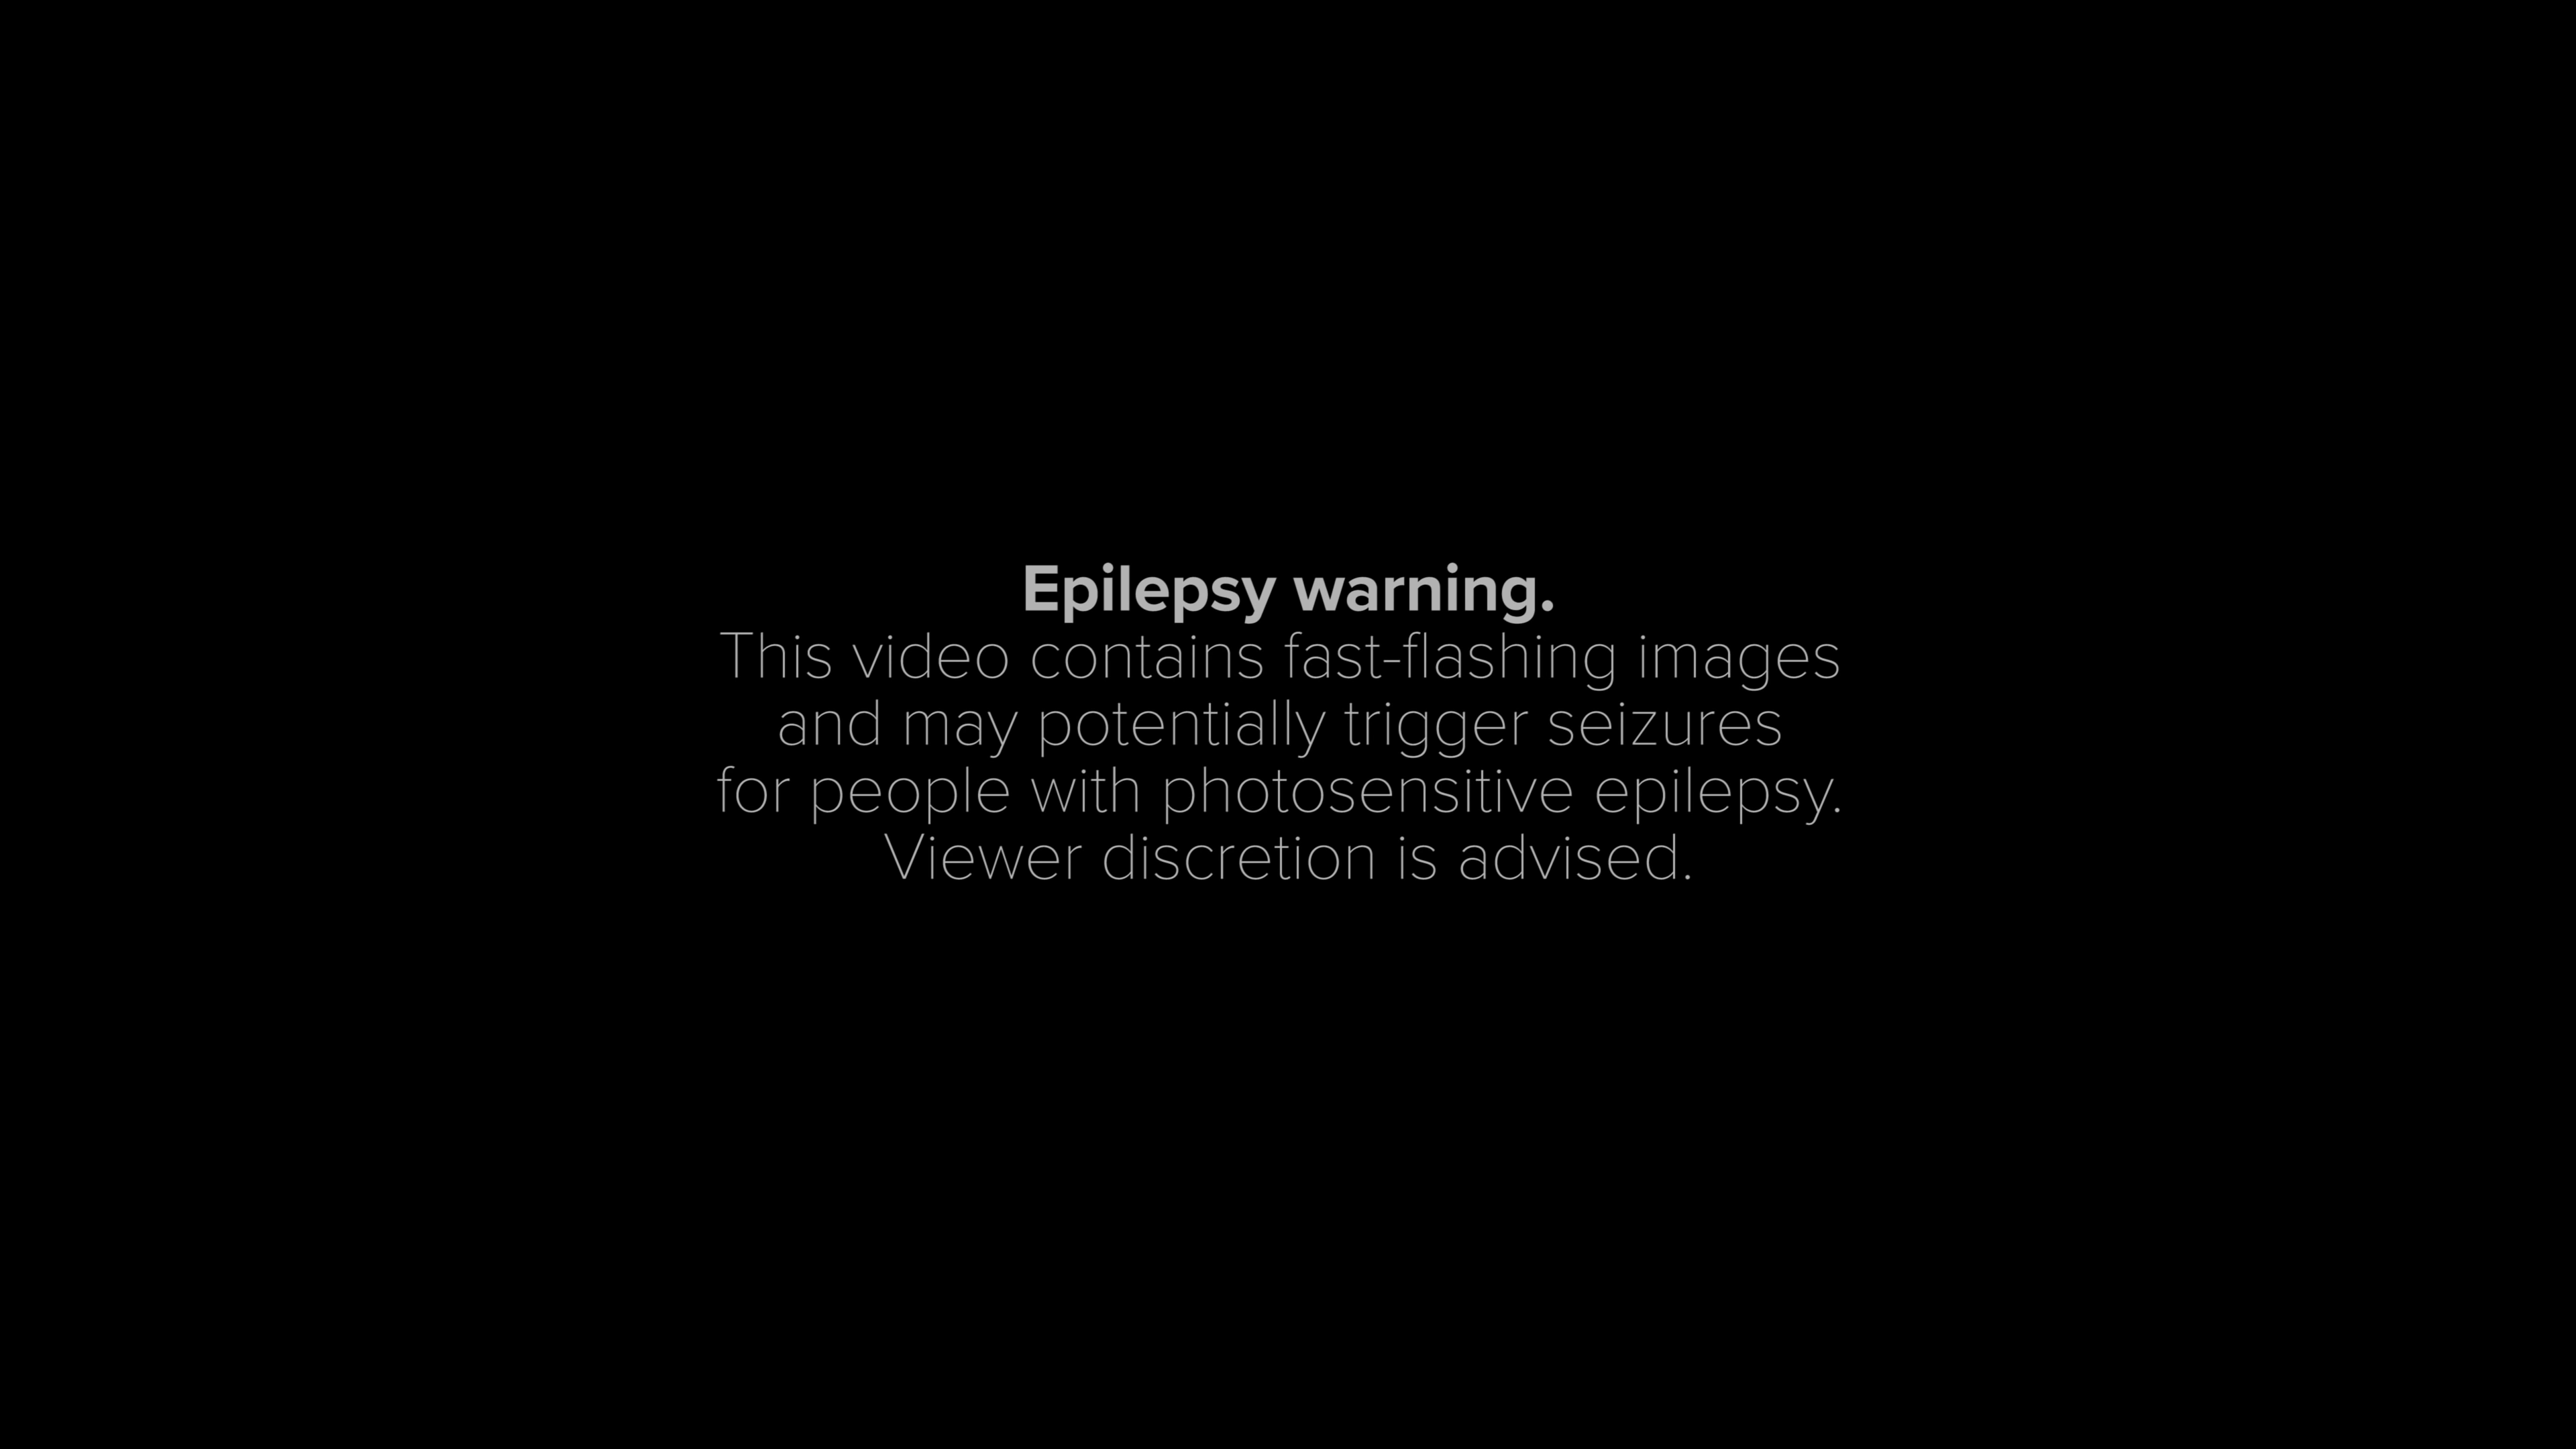 Epilepsy warning.
This video contains fast-flashing images
and may potentially trigger seizures
for people with photosensitive epilepsy.
Viewer discretion is advised.